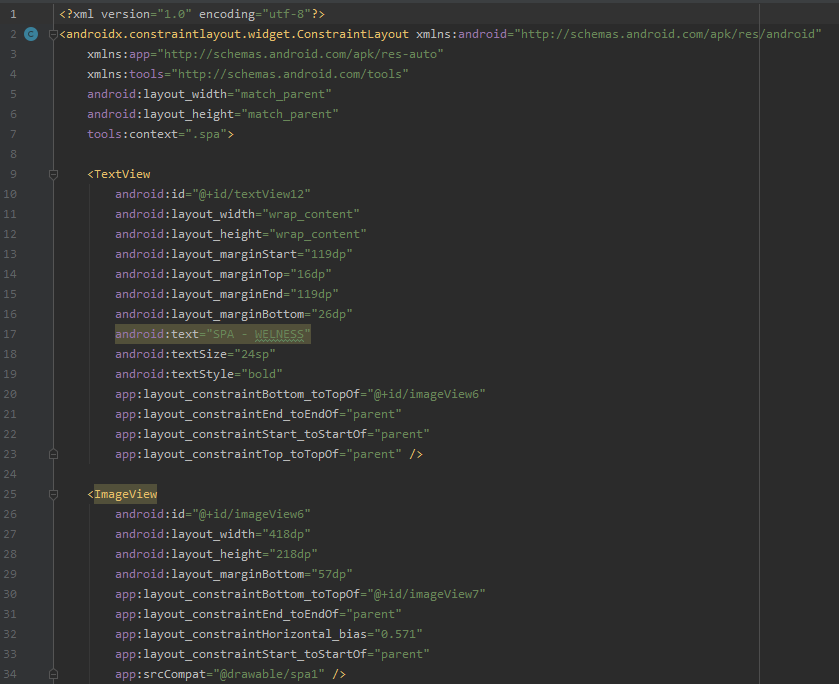 1 <?xml version="1.0" encoding="utf-8"?>
2 C <androidx.constraintlayout.widget.ConstraintLayout xmlns:android="http://schemas.android.com/apk/res/android"
3 xmlns:app="http://schemas.android.com/apk/res-auto"
4 xmlns:tools="http://schemas.android.com/tools"
5 android:layout_width="match_parent"
6 android:layout_height="match_parent"
7 tools:context=".spa">
8
9 <TextView
10 android:id="@+id/textView12"
11 android:layout_width="wrap_content"
12 android:layout_height="wrap_content"
13 android:layout_marginStart="119dp"
14 android:layout_marginTop="16dp"
15 android:layout_marginEnd="119dp"
16 android:layout_marginBottom="26dp"
17 android:text="SPA - WELNESS"
18 android:textSize="24sp"
19 android:textStyle="bold"
20 app:layout_constraintBottom_toTopOf="@+id/imageView6"
21 app:layout_constraintEnd_toEndOf="parent"
22 app:layout_constraintStart_toStartOf="parent"
23 app:layout_constraintTop_toTopOf="parent" />
24
25 <ImageView
26 android:id="@+id/imageView6"
27 android:layout_width="418dp"
28 android:layout_height="218dp"
29 android:layout_marginBottom="57dp"
30 app:layout_constraintBottom_toTopOf="@+id/imageView7"
31 app:layout_constraintEnd_toEndOf="parent"
32 app:layout_constraintHorizontal_bias="0.571"
33 app:layout_constraintStart_toStartOf="parent"
34 app:srcCompat="@drawable/spa1" />